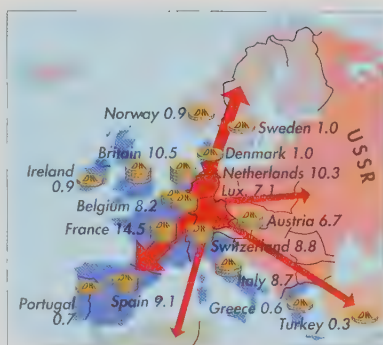 Norway 0.9
Sweden 1.0
USSR
Britain 10.5
Denmark 1.0
Ireland
0.9
Netherlands 10.3
Lux. 7.1
Belgium 8.2
Austria 6.7
France 14.5
Switzerland 8.8
Italy 8.7
Portugal
0.7
Spain 9.1
Greece 0.6
Turkey 0.3